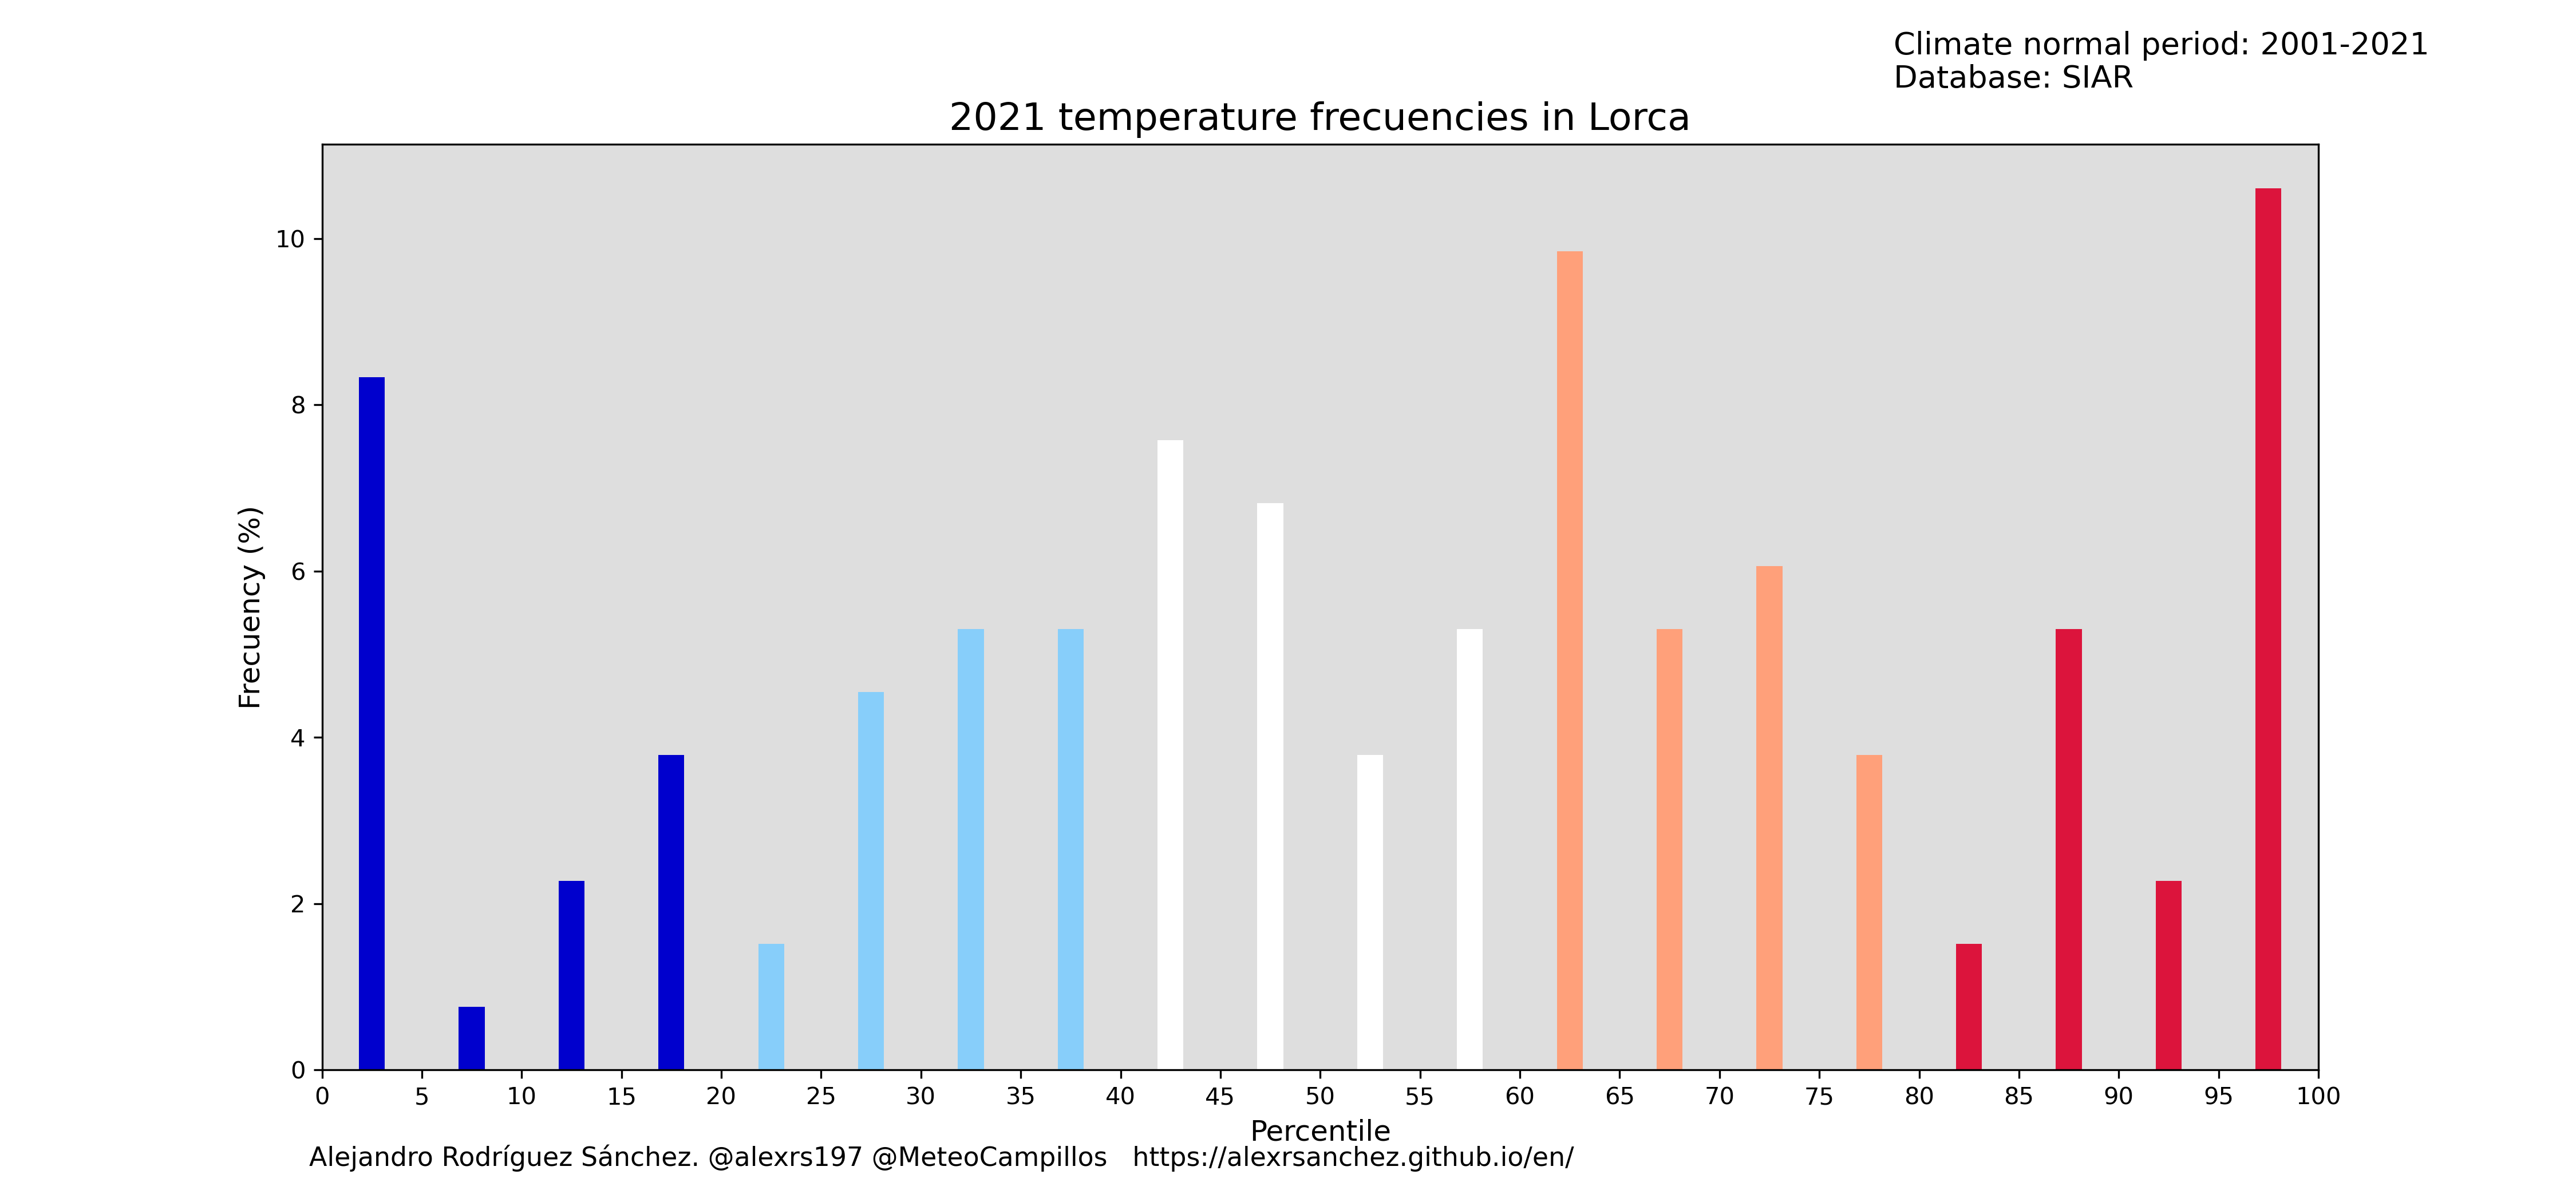 Climate normal period: 2001-2021
Database: SIAR
2021 temperature frecuencies in Lorca
Frecuency (%)
10
8
6
4
2
0
0 5 10 15 20 25 30 35 40 45 50 55 60 65 70 75 80 85 90 95 100
Percentile
Alejandro Rodríguez Sánchez. @alexrs197 @MeteoCampillos https://alexrsanchez.github.io/en/